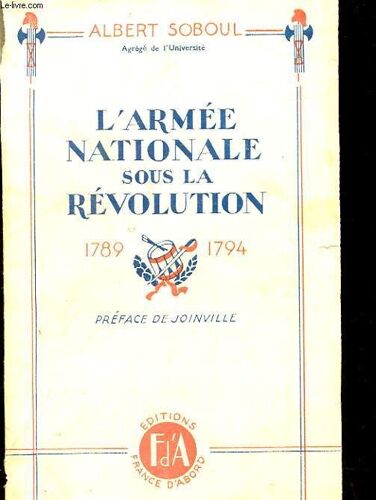 le-livre.com
ALBERT SOBOUL
Agrégé de l'Université
L'ARMÉE
NATIONALE
SOUS LA
RÉVOLUTION
1789 1794
PRÉFACE DE JOINVILLE
EDITIONS
Fd'A
FRANCE D'ABORD